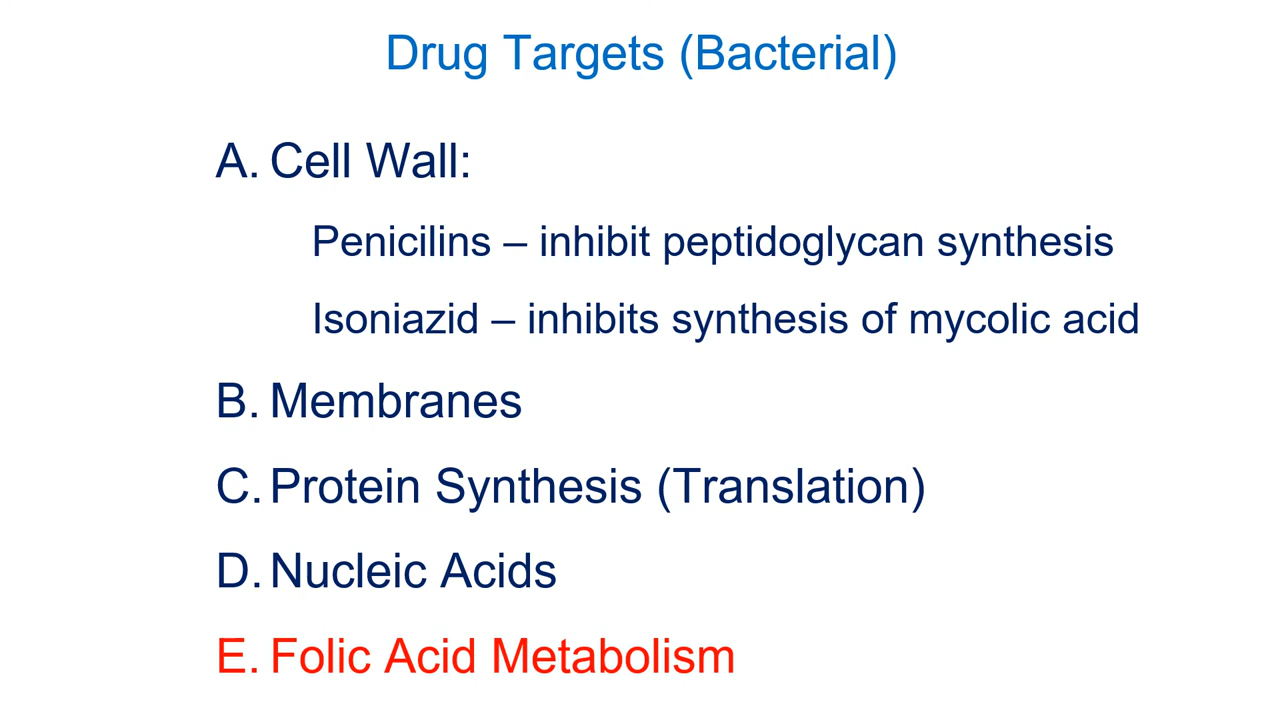 Drug Targets (Bacterial)
A. Cell Wall:
Penicilins – inhibit peptidoglycan synthesis
Isoniazid – inhibits synthesis of mycolic acid
B. Membranes
C. Protein Synthesis (Translation)
D. Nucleic Acids
E. Folic Acid Metabolism